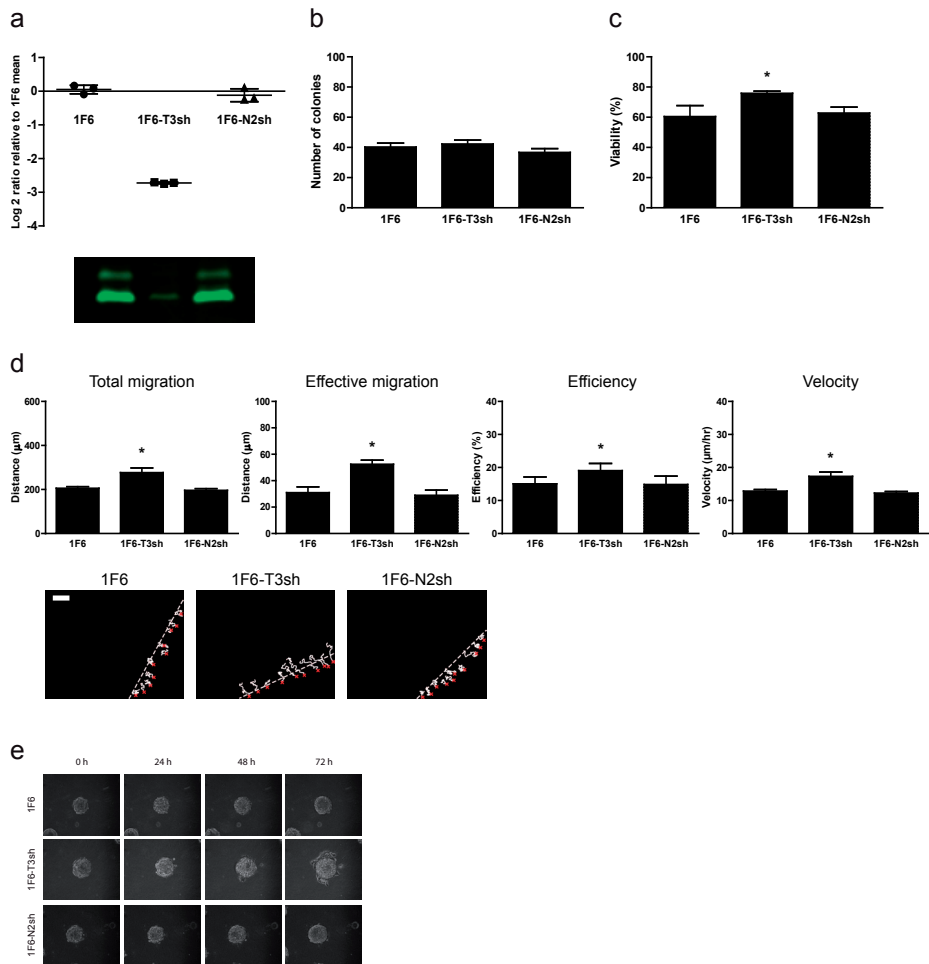 a
Log 2 ratio relative to 1F6 mean
1
0
-1
-2
-3
-4
1F6
1F6-T3sh
1F6-N2sh
b
Number of colonies
100
80
60
40
20
0
1F6
1F6-T3sh
1F6-N2sh
c
Viability (%)
100
80
60
40
20
0
*
1F6
1F6-T3sh
1F6-N2sh
d
Total migration
Distance (µm)
600
400
200
0
*
1F6
1F6-T3sh
1F6-N2sh
Effective migration
Distance (µm)
100
80
60
40
20
0
*
1F6
1F6-T3sh
1F6-N2sh
Efficiency
Efficiency (%)
40
30
20
10
0
*
1F6
1F6-T3sh
1F6-N2sh
Velocity
Velocity (µm/hr)
40
30
20
10
0
*
1F6
1F6-T3sh
1F6-N2sh
1F6
1F6-T3sh
1F6-N2sh
e
0 h
24 h
48 h
72 h
1F6
1F6-T3sh
1F6-N2sh